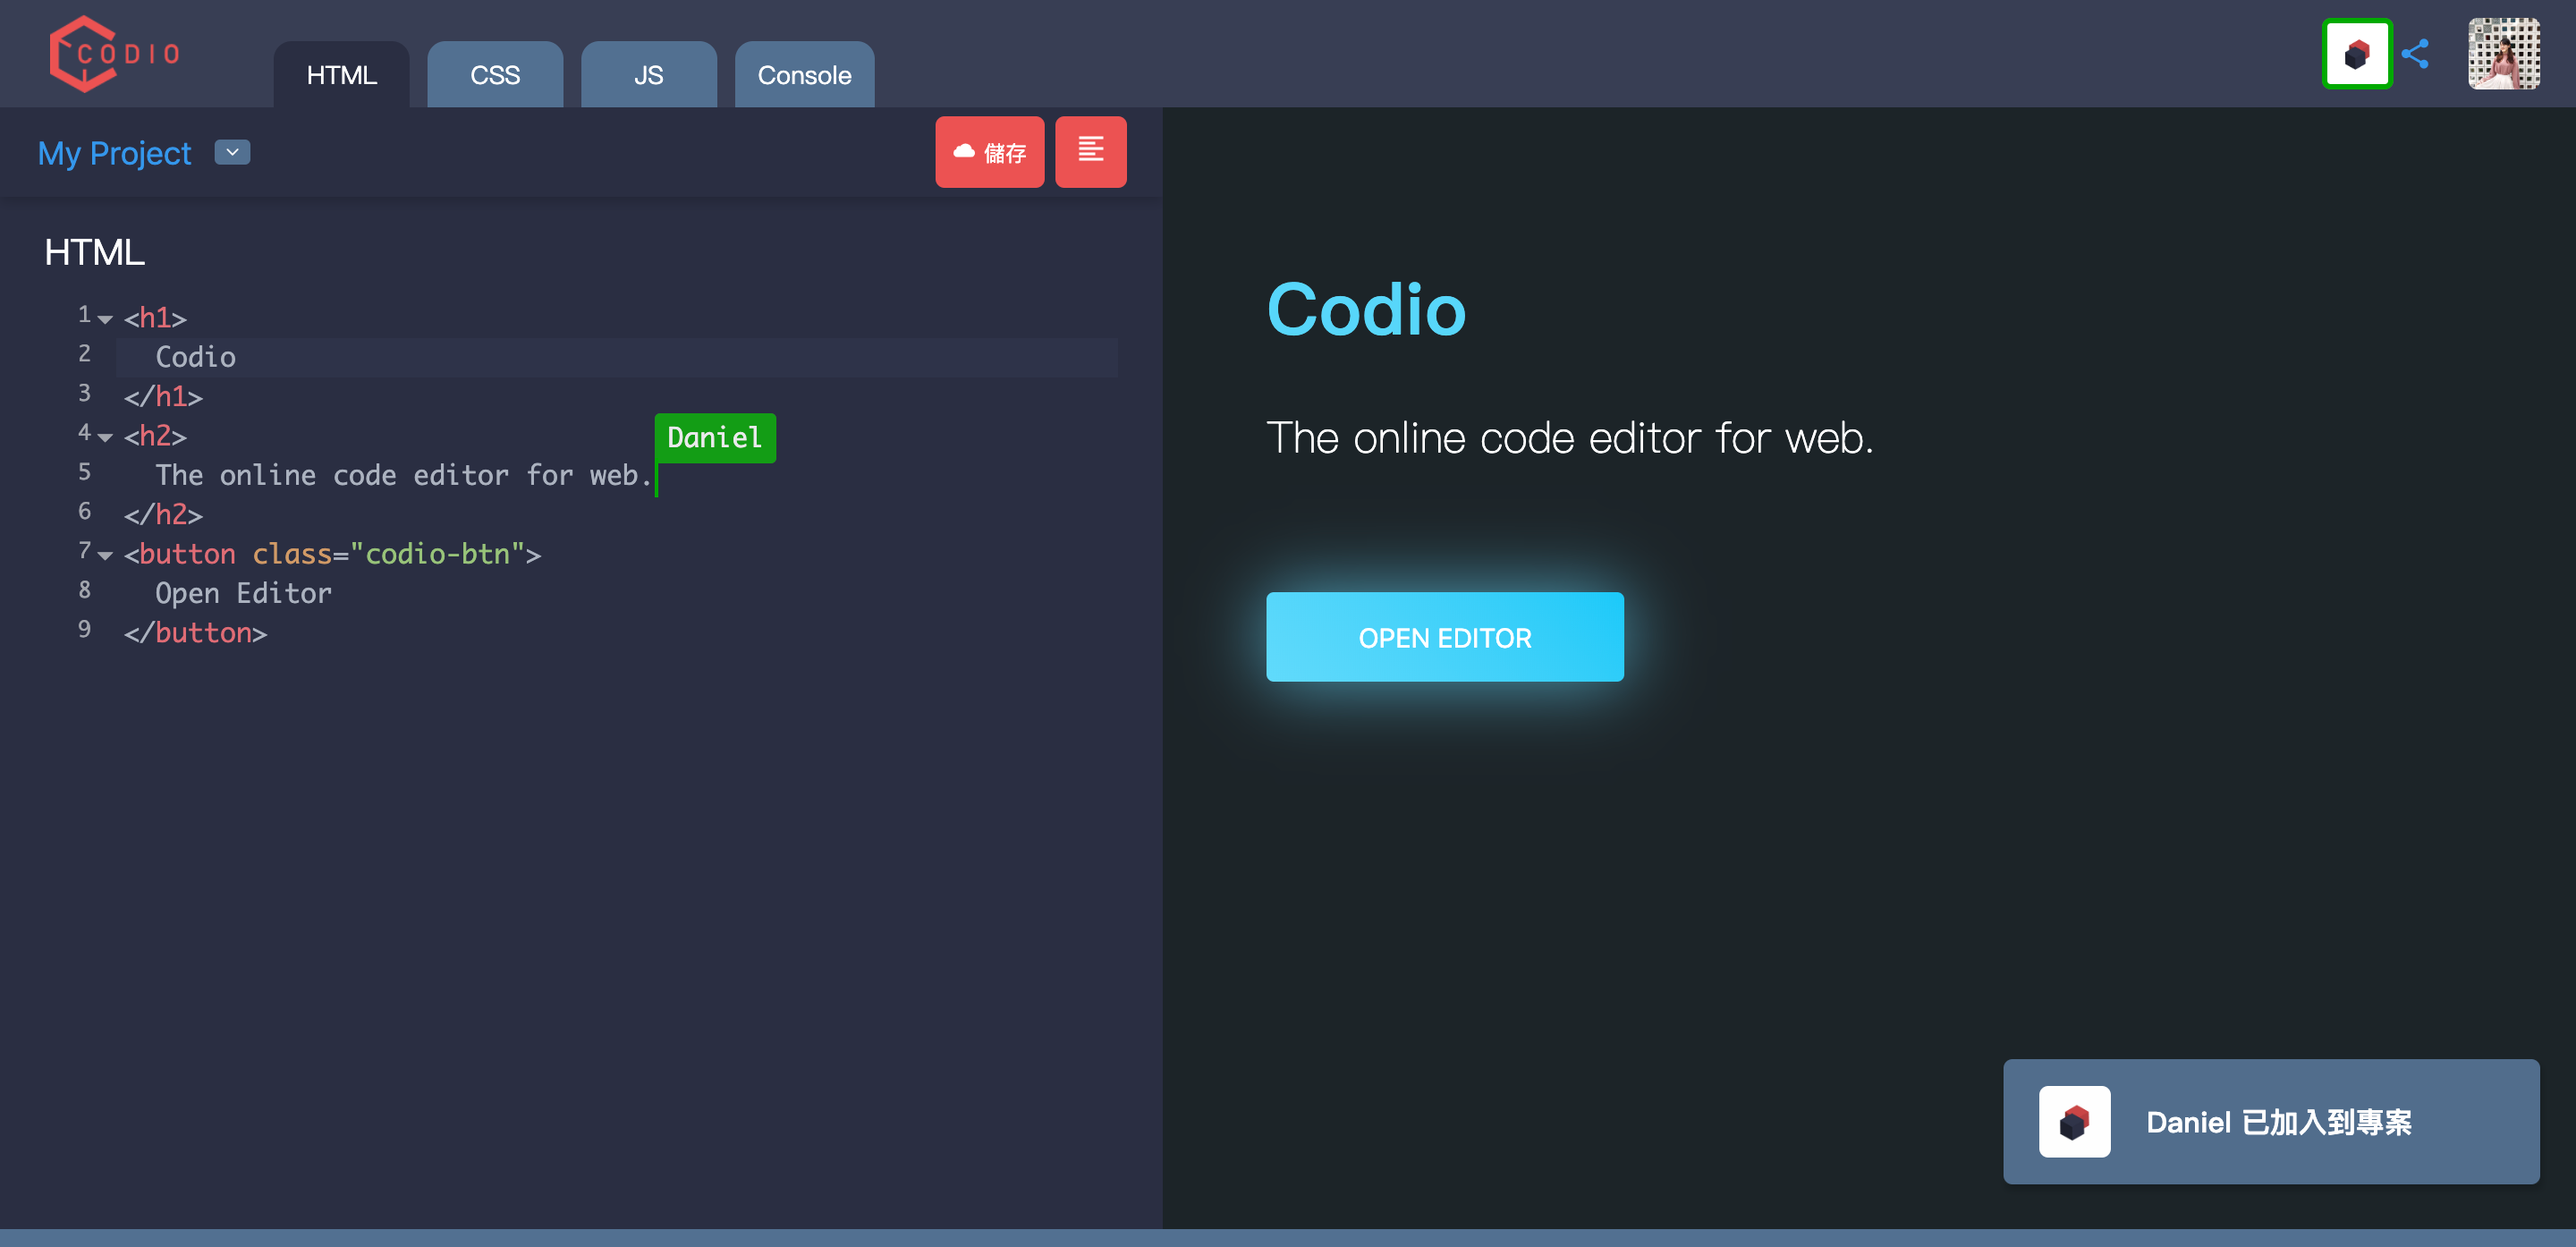 CODIO
HTML
CSS
JS
Console
My Project
儲存
HTML
1 <h1>
2 Codio
3 </h1>
4 <h2>
Daniel
5 The online code editor for web.
6 </h2>
7 <button class="codio-btn">
8 Open Editor
9 </button>
Codio
The online code editor for web.
OPEN EDITOR
Daniel 已加入到專案